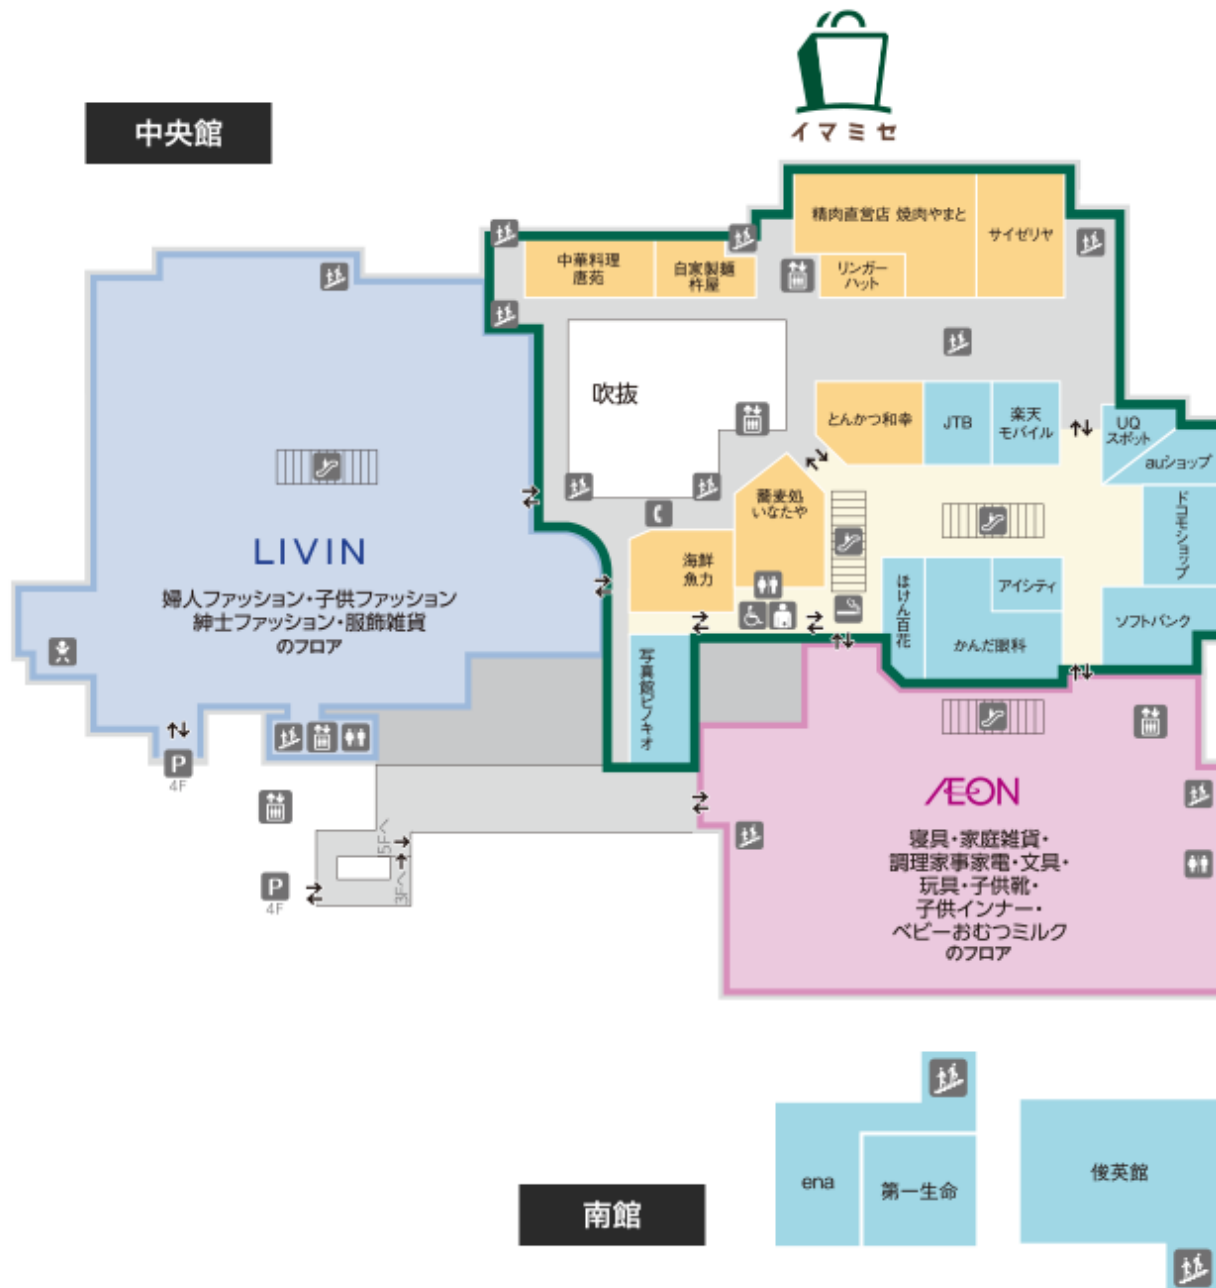 イマミセ
中央館
精肉直営店 焼肉やまと
サイゼリヤ
リンガー
ハット
中華料理
唐苑
自家製麺
杵屋
吹抜
とんかつ和幸
JTB
楽天
モバイル
UQ
スポット
auショップ
ドコモショップ
ソフトバンク
蕎麦処
いなたや
海鮮
魚力
ほけん百花
アイシティ
かんだ眼科
写真館ピノキオ
LIVIN
婦人ファッション・子供ファッション
紳士ファッション・服飾雑貨
のフロア
P
4F
P
4F
5Fへ
3Fへ
ÆON
寝具・家庭雑貨・
調理家事家電・文具・
玩具・子供靴・
子供インナー・
ベビーおむつミルク
のフロア
南館
ena
第一生命
俊英館